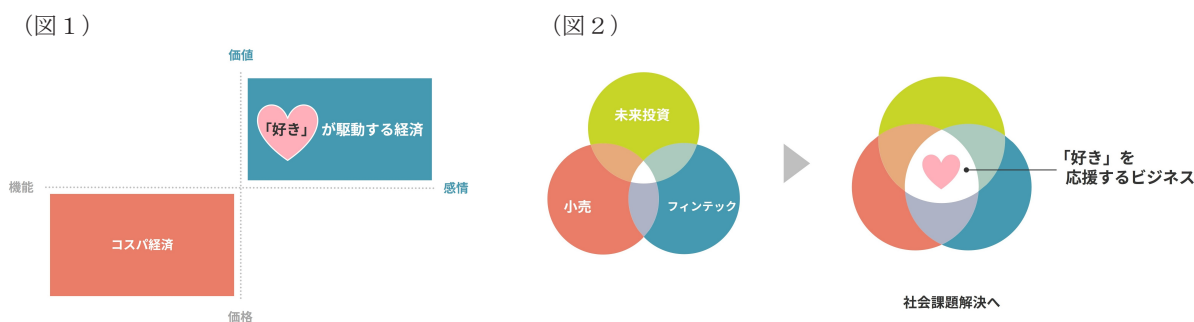 （図１）
価値
「好き」が駆動する経済
機能
感情
コスパ経済
価格
（図２）
未来投資
小売
フィンテック
「好き」を
応援するビジネス
社会課題解決へ